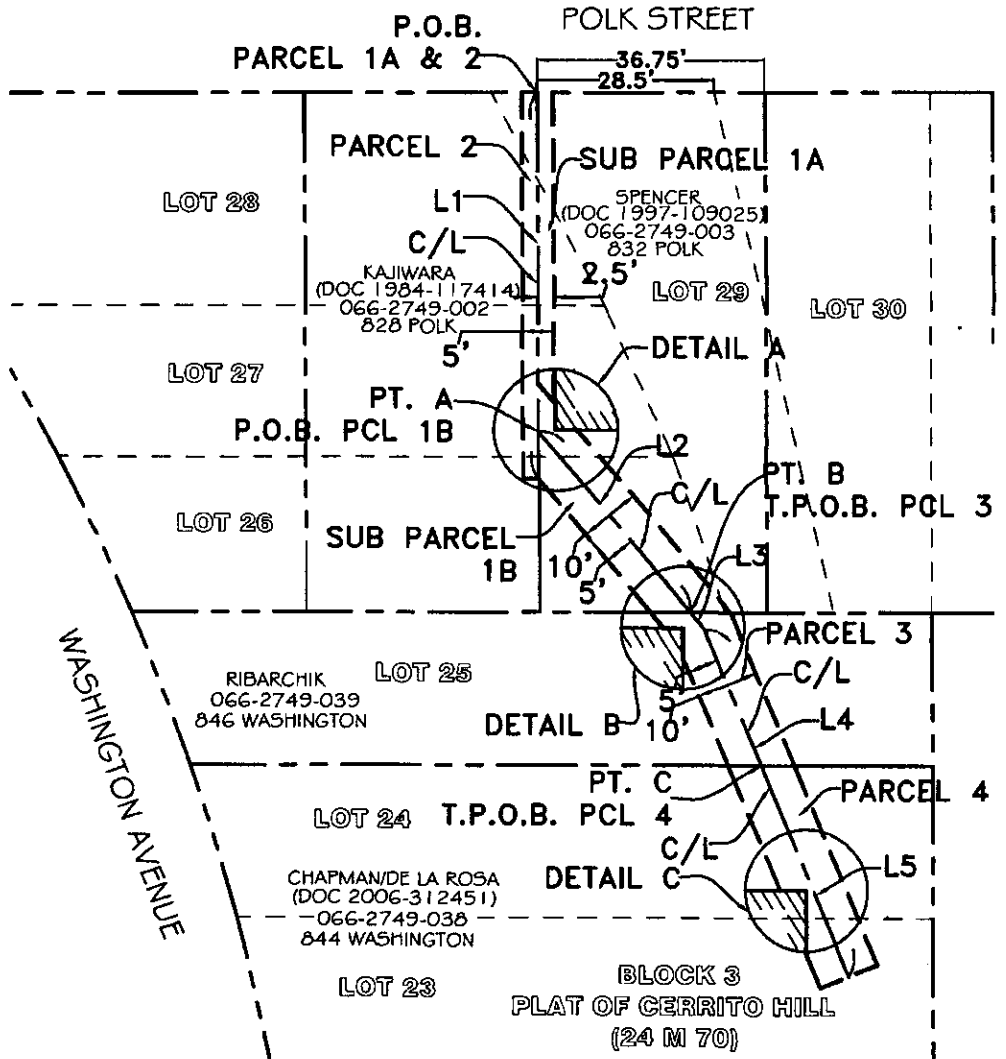 POLK STREET
P.O.B.
PARCEL 1A & 2
36.75'
28.5'
PARCEL 2
SUB PARCEL 1A
LOT 28
L1
SPENCER
(DOC 1997-109025)
066-2749-003
832 POLK
C/L
KAJIWARA
(DOC 1984-117414)
066-2749-002
828 POLK
2.5'
LOT 29
LOT 30
5'
DETAIL A
LOT 27
PT. A
P.O.B. PCL 1B
L2
C/L
PT. B
T.P.O.B. PCL 3
LOT 26
SUB PARCEL
1B
10'
5'
L3
PARCEL 3
WASHINGTON AVENUE
RIBARCHIK
066-2749-039
846 WASHINGTON
LOT 25
C/L
5'
10'
DETAIL B
L4
PT. C
T.P.O.B. PCL 4
PARCEL 4
LOT 24
C/L
DETAIL C
L5
CHAPMAN/DE LA ROSA
(DOC 2006-312451)
066-2749-038
844 WASHINGTON
LOT 23
BLOCK 3
PLAT OF CERRITO HILL
(24 M 70)